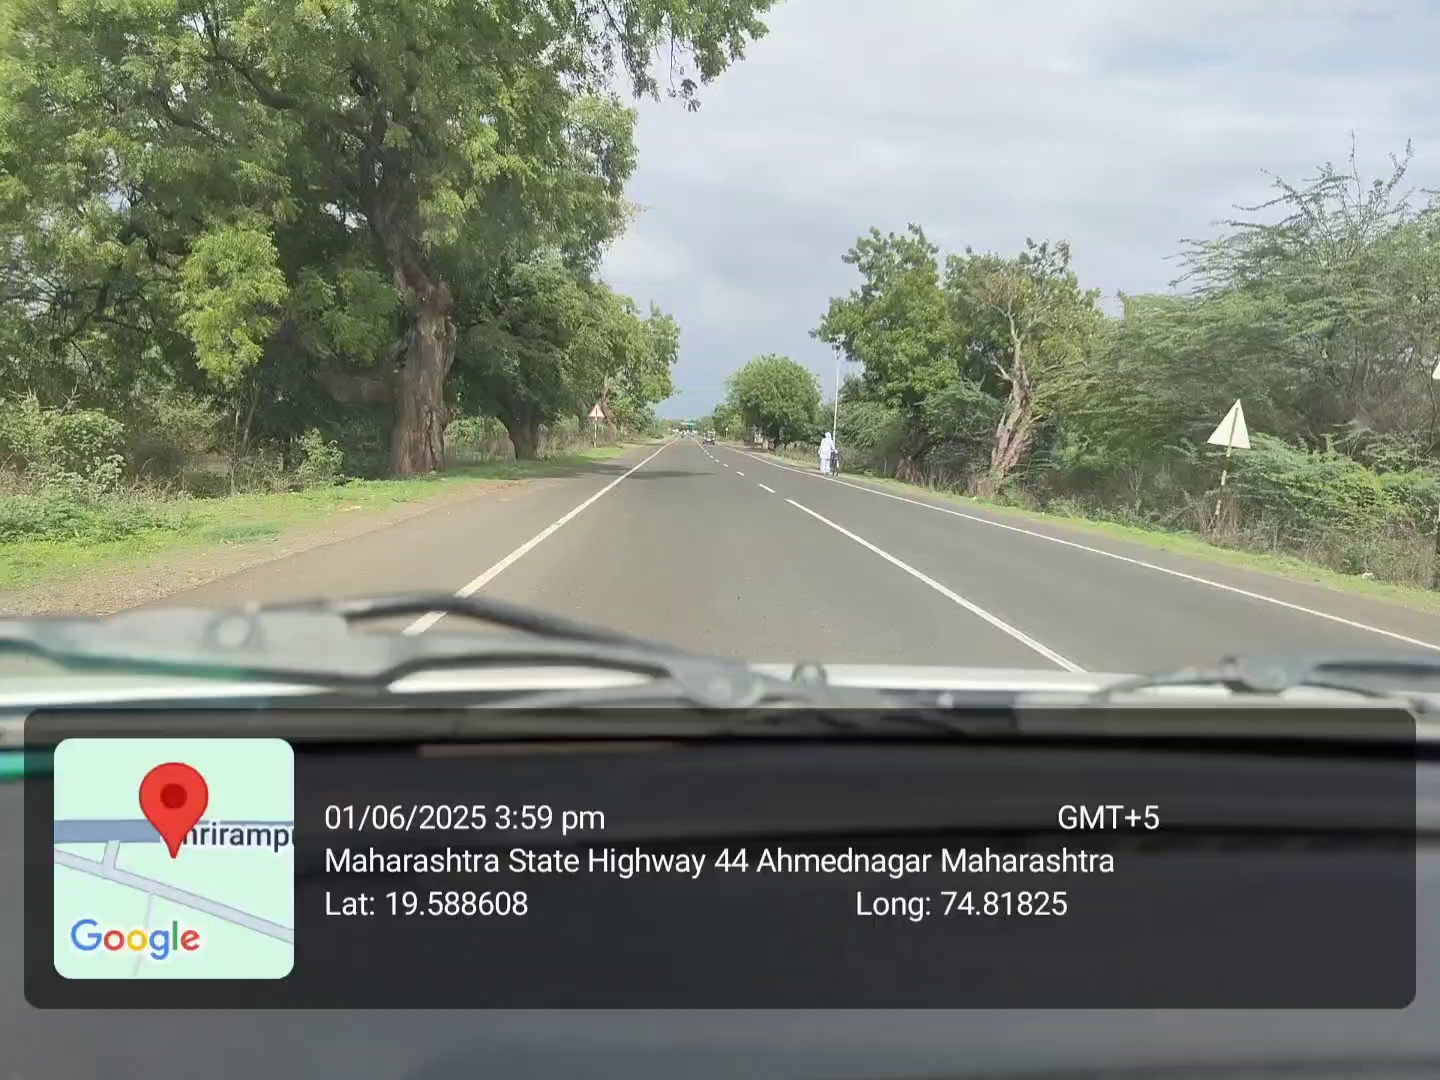 01/06/2025 3:59 pm GMT+5
Maharashtra State Highway 44 Ahmednagar Maharashtra
Lat: 19.588608 Long: 74.81825
Google